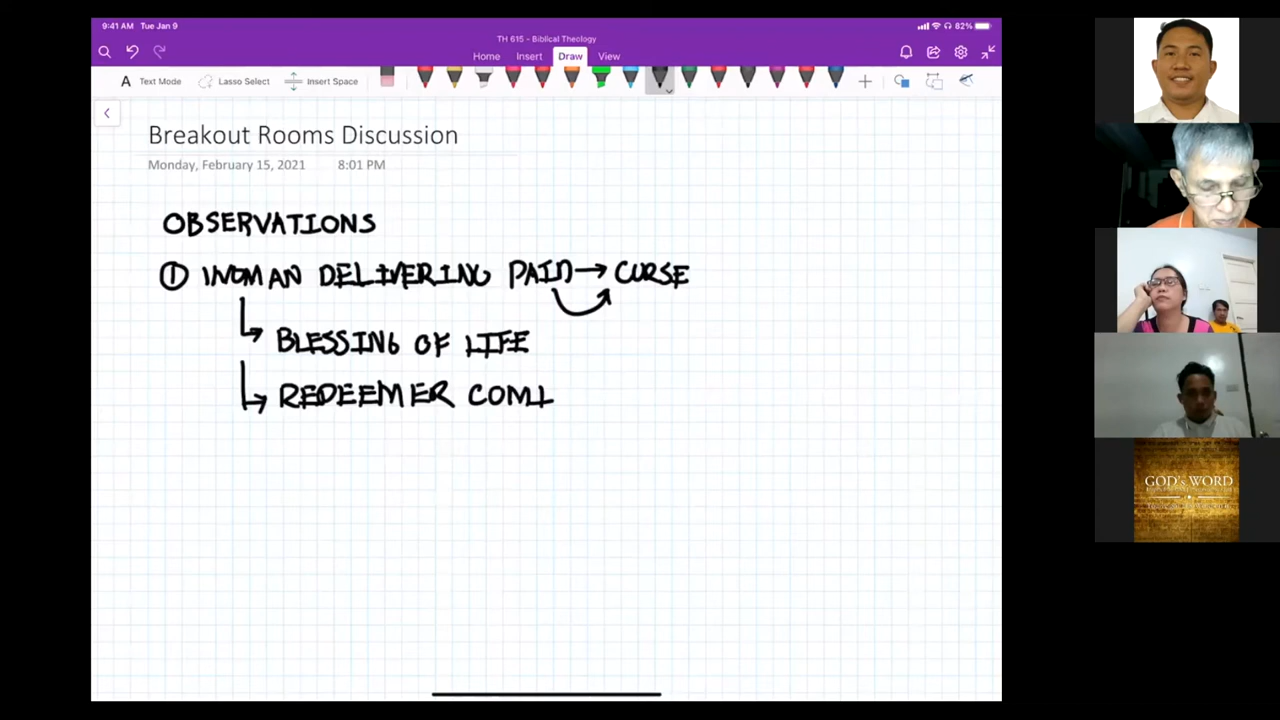 9:41 AM Tue Jan 9
82%
TH 615 - Biblical Theology
Home Insert Draw View
A Text Mode Lasso Select Insert Space
Breakout Rooms Discussion
Monday, February 15, 2021 8:01 PM
OBSERVATIONS
① WOMAN DELIVERING PAIN → CURSE
↳ BLESSING OF LIFE
↳ REDEEMER COMI
GOD's WORD